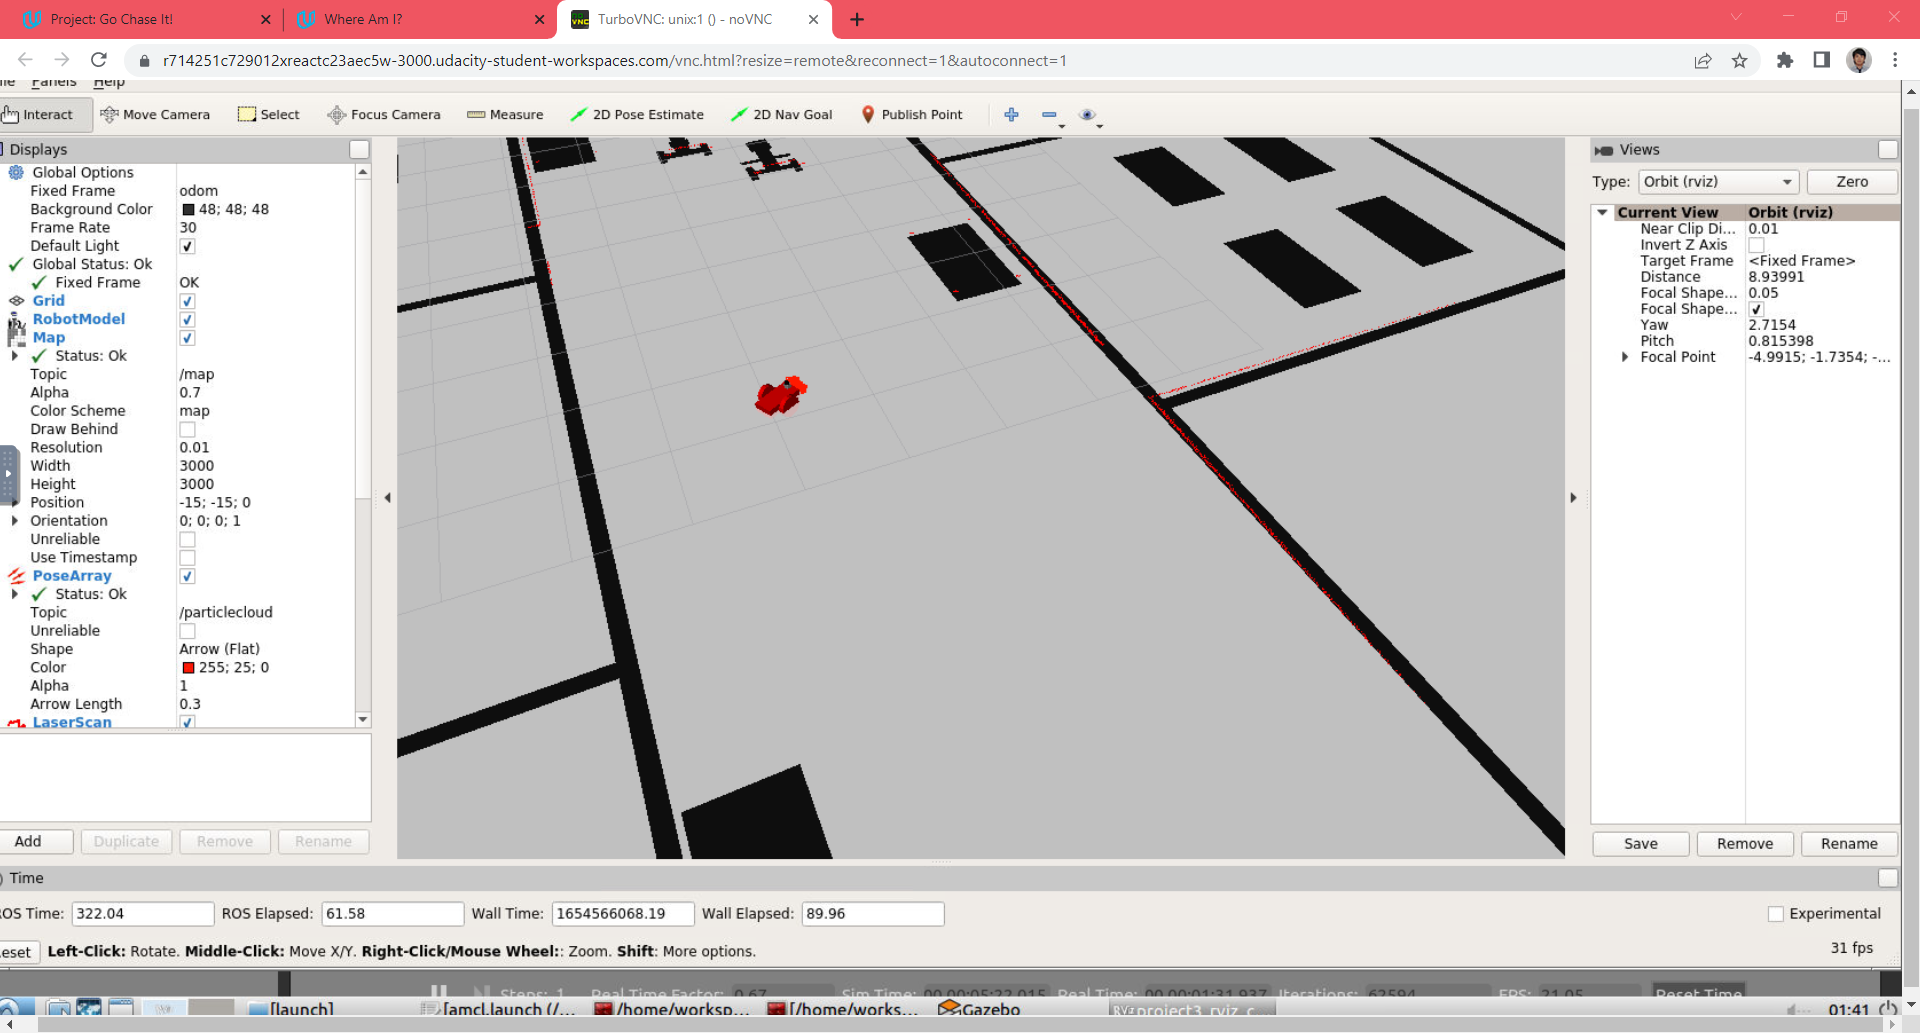 Project: Go Chase It!
Where Am I?
TurboVNC: unix:1 () - noVNC
r714251c729012xreactc23aec5w-3000.udacity-student-workspaces.com/vnc.html?resize=remote&reconnect=1&autoconnect=1
Panels Help
Interact Move Camera Select Focus Camera Measure 2D Pose Estimate 2D Nav Goal Publish Point
Displays
Global Options
Fixed Frame odom
Background Color 48; 48; 48
Frame Rate 30
Default Light
Global Status: Ok
Fixed Frame OK
Grid
RobotModel
Map
Status: Ok
Topic /map
Alpha 0.7
Color Scheme map
Draw Behind
Resolution 0.01
Width 3000
Height 3000
Position -15; -15; 0
Orientation 0; 0; 0; 1
Unreliable
Use Timestamp
PoseArray
Status: Ok
Topic /particlecloud
Unreliable
Shape Arrow (Flat)
Color 255; 25; 0
Alpha 1
Arrow Length 0.3
LaserScan
Add Duplicate Remove Rename
Views
Type: Orbit (rviz) Zero
Current View Orbit (rviz)
Near Clip Di... 0.01
Invert Z Axis
Target Frame <Fixed Frame>
Distance 8.93991
Focal Shape... 0.05
Focal Shape...
Yaw 2.7154
Pitch 0.815398
Focal Point -4.9915; -1.7354; -...
Save Remove Rename
Time
ROS Time: 322.04 ROS Elapsed: 61.58 Wall Time: 1654566068.19 Wall Elapsed: 89.96 Experimental
eset Left-Click: Rotate. Middle-Click: Move X/Y. Right-Click/Mouse Wheel:: Zoom. Shift: More options. 31 fps
Steps: 1 Real Time Factor: 0.67 Sim Time: 00 00:05:22.015 Real Time: 00 00:01:31.937 Iterations: 62594 FPS: 21.05 Reset Time
[launch] [amcl.launch (/... /home/worksp... [/home/works... Gazebo project3_rviz_c... 01:41